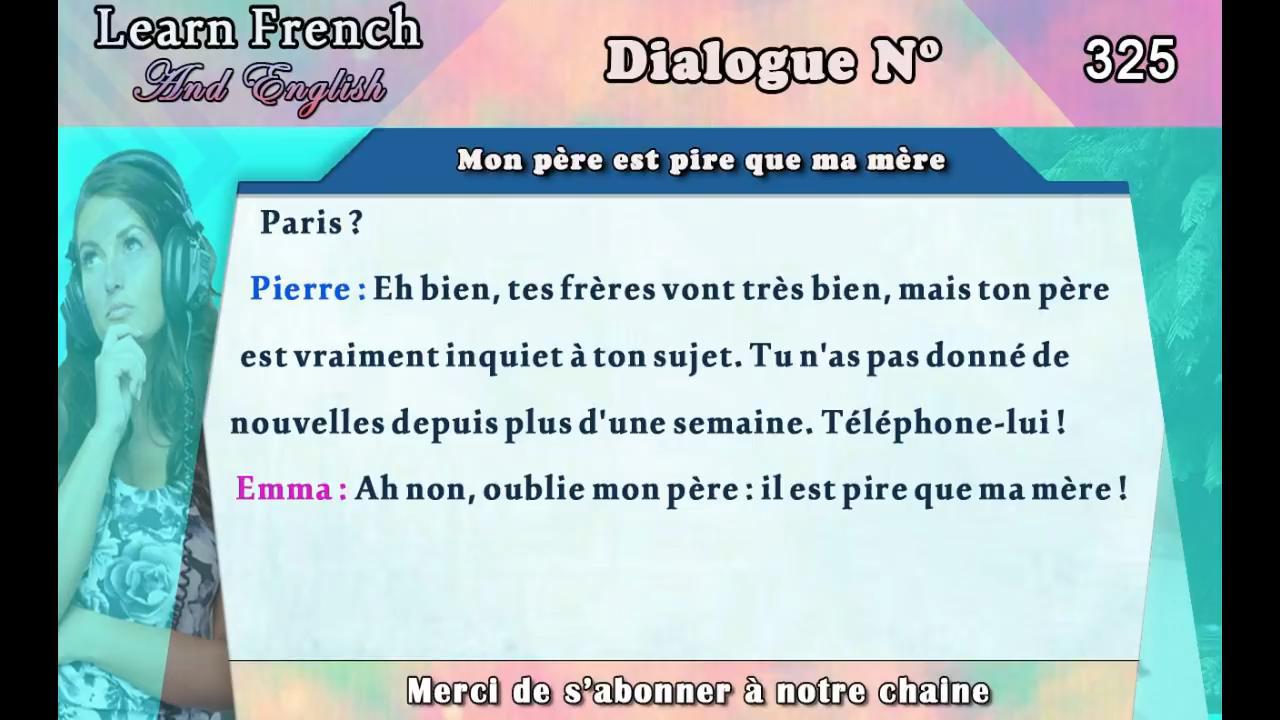 Learn French
And English
Dialogue N°
325
Mon père est pire que ma mère
Paris ?
Pierre : Eh bien, tes frères vont très bien, mais ton père
est vraiment inquiet à ton sujet. Tu n'as pas donné de
nouvelles depuis plus d'une semaine. Téléphone-lui !
Emma : Ah non, oublie mon père : il est pire que ma mère !
Merci de s’abonner à notre chaine